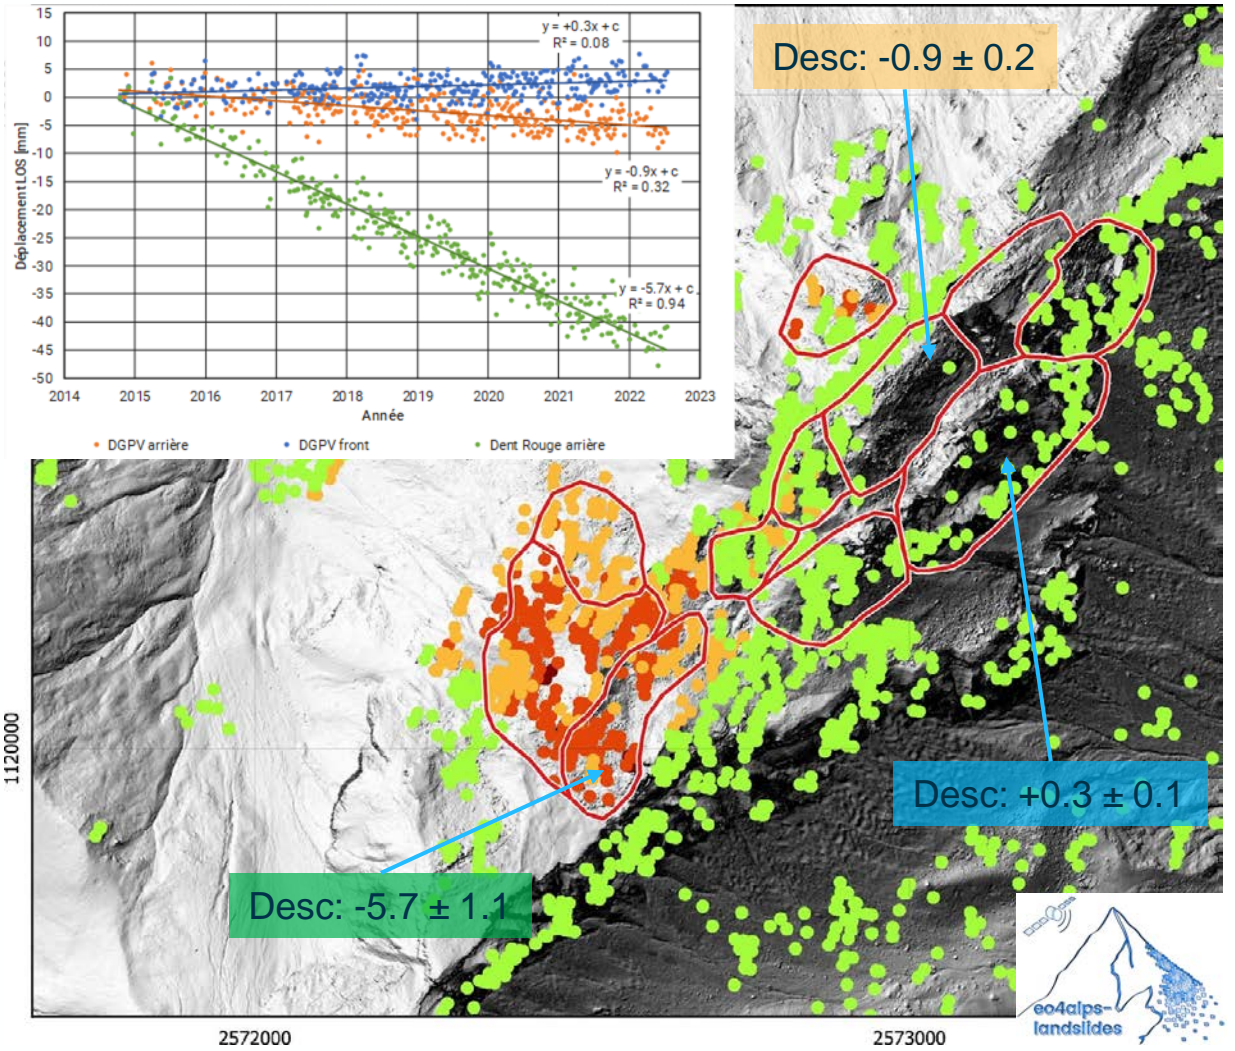 15
10
5
0
-5
-10
-15
-20
-25
-30
-35
-40
-45
-50
Déplacement LOS [mm]
y = +0.3x + c
R² = 0.08
y = -0.9x + c
R² = 0.32
y = -5.7x + c
R² = 0.94
2014 2015 2016 2017 2018 2019 2020 2021 2022 2023
Année
DGPV arrière DGPV front Dent Rouge arrière
Desc: -0.9 ± 0.2
Desc: +0.3 ± 0.1
Desc: -5.7 ± 1.1
1120000
2572000 2573000
eo4alps-
landslides